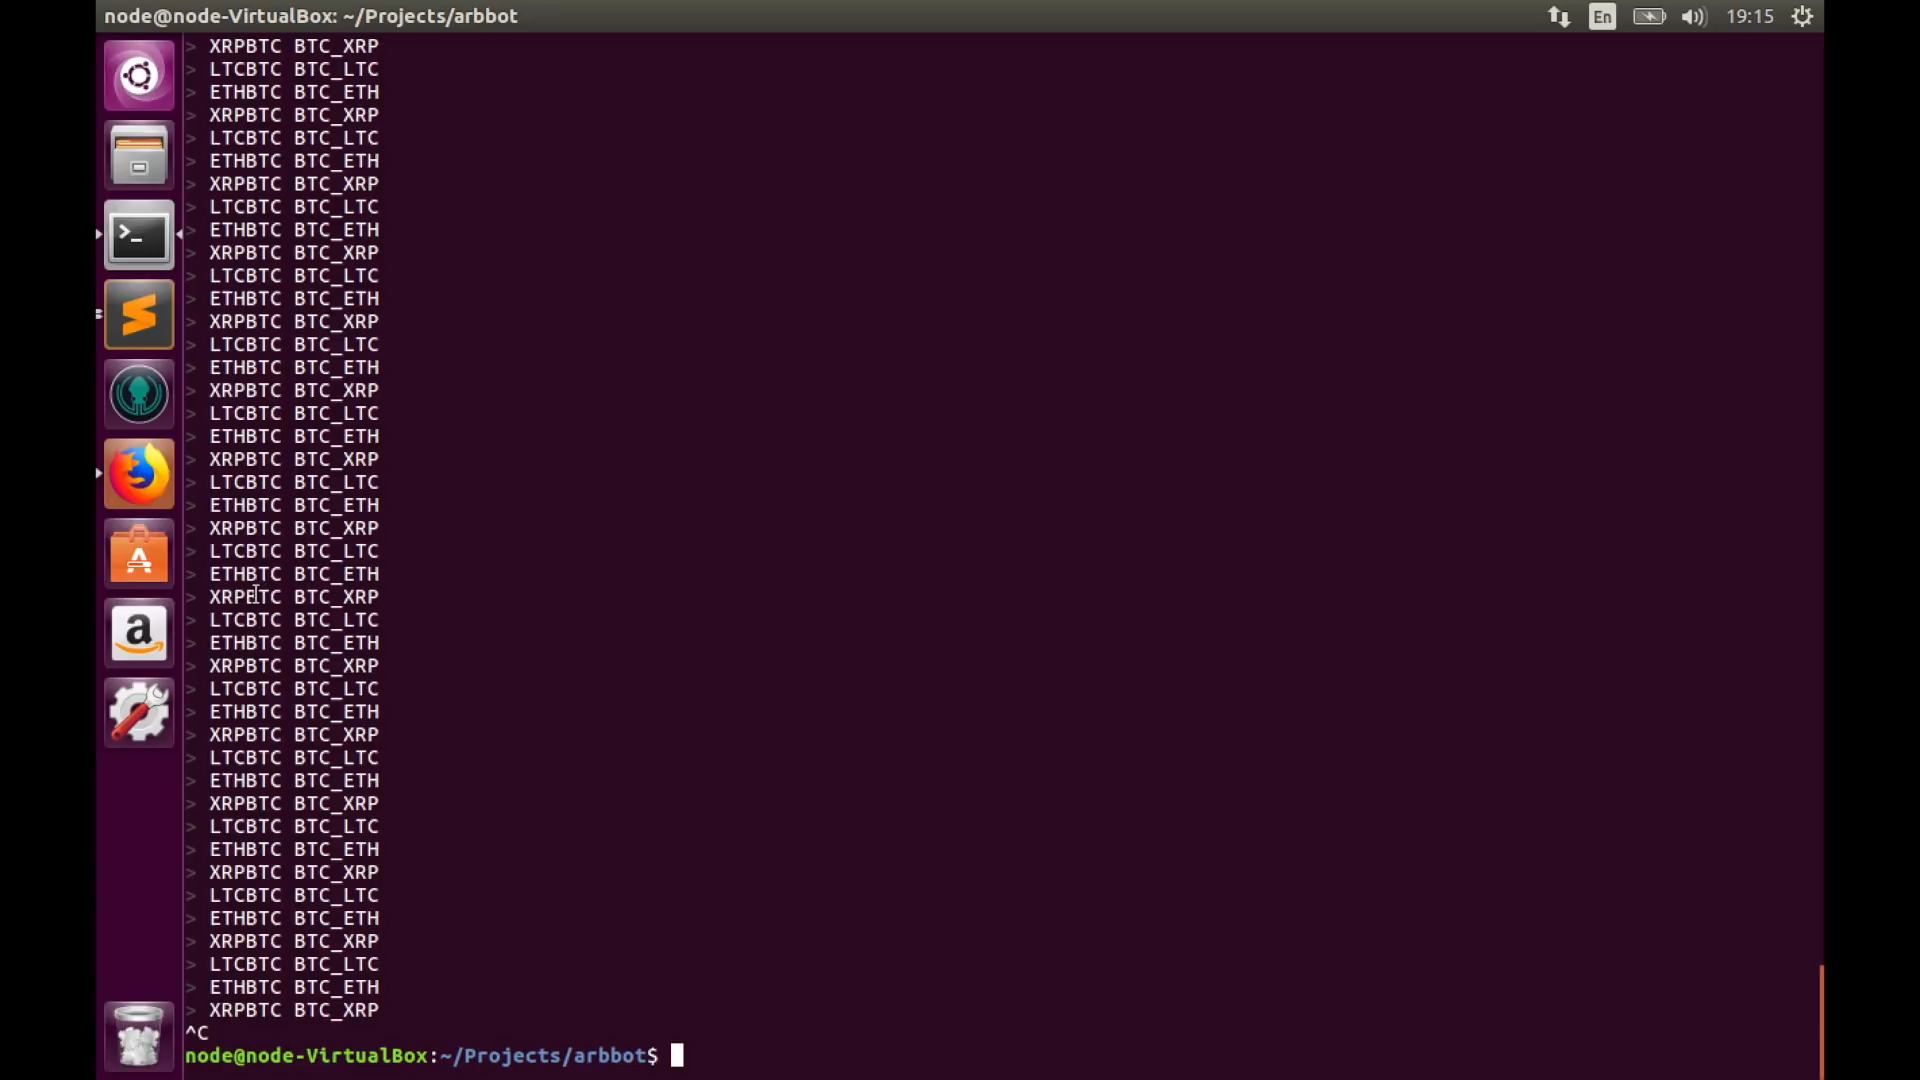 node@node-VirtualBox: ~/Projects/arbbot
En
19:15
> XRPBTC BTC_XRP
> LTCBTC BTC_LTC
> ETHBTC BTC_ETH
> XRPBTC BTC_XRP
> LTCBTC BTC_LTC
> ETHBTC BTC_ETH
> XRPBTC BTC_XRP
> LTCBTC BTC_LTC
> ETHBTC BTC_ETH
> XRPBTC BTC_XRP
> LTCBTC BTC_LTC
> ETHBTC BTC_ETH
> XRPBTC BTC_XRP
> LTCBTC BTC_LTC
> ETHBTC BTC_ETH
> XRPBTC BTC_XRP
> LTCBTC BTC_LTC
> ETHBTC BTC_ETH
> XRPBTC BTC_XRP
> LTCBTC BTC_LTC
> ETHBTC BTC_ETH
> XRPBTC BTC_XRP
> LTCBTC BTC_LTC
> ETHBTC BTC_ETH
> XRPBTC BTC_XRP
> LTCBTC BTC_LTC
> ETHBTC BTC_ETH
> XRPBTC BTC_XRP
> LTCBTC BTC_LTC
> ETHBTC BTC_ETH
> XRPBTC BTC_XRP
> LTCBTC BTC_LTC
> ETHBTC BTC_ETH
> XRPBTC BTC_XRP
> LTCBTC BTC_LTC
> ETHBTC BTC_ETH
> XRPBTC BTC_XRP
> LTCBTC BTC_LTC
> ETHBTC BTC_ETH
> XRPBTC BTC_XRP
> LTCBTC BTC_LTC
> ETHBTC BTC_ETH
> XRPBTC BTC_XRP
^C
node@node-VirtualBox:~/Projects/arbbot$